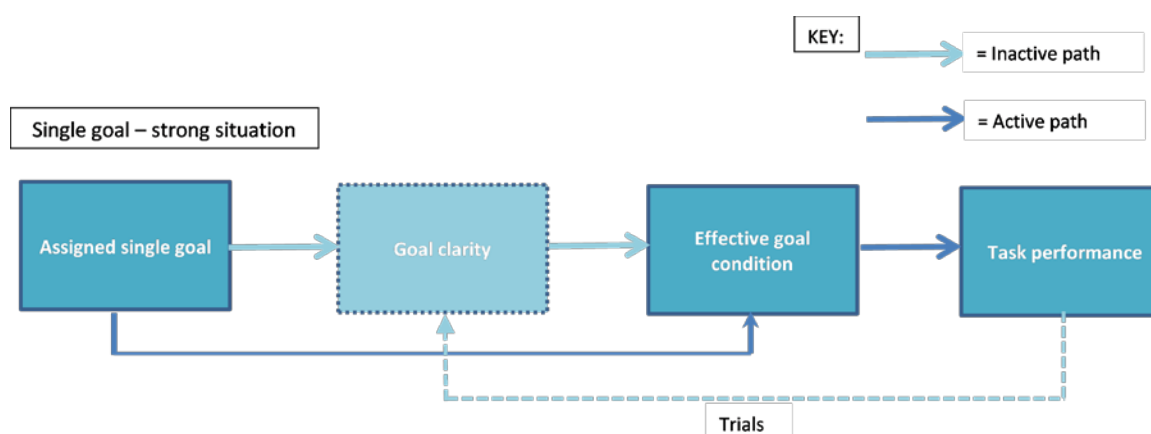 KEY:
= Inactive path
= Active path
Single goal – strong situation
Assigned single goal
Goal clarity
Effective goal
condition
Task performance
Trials